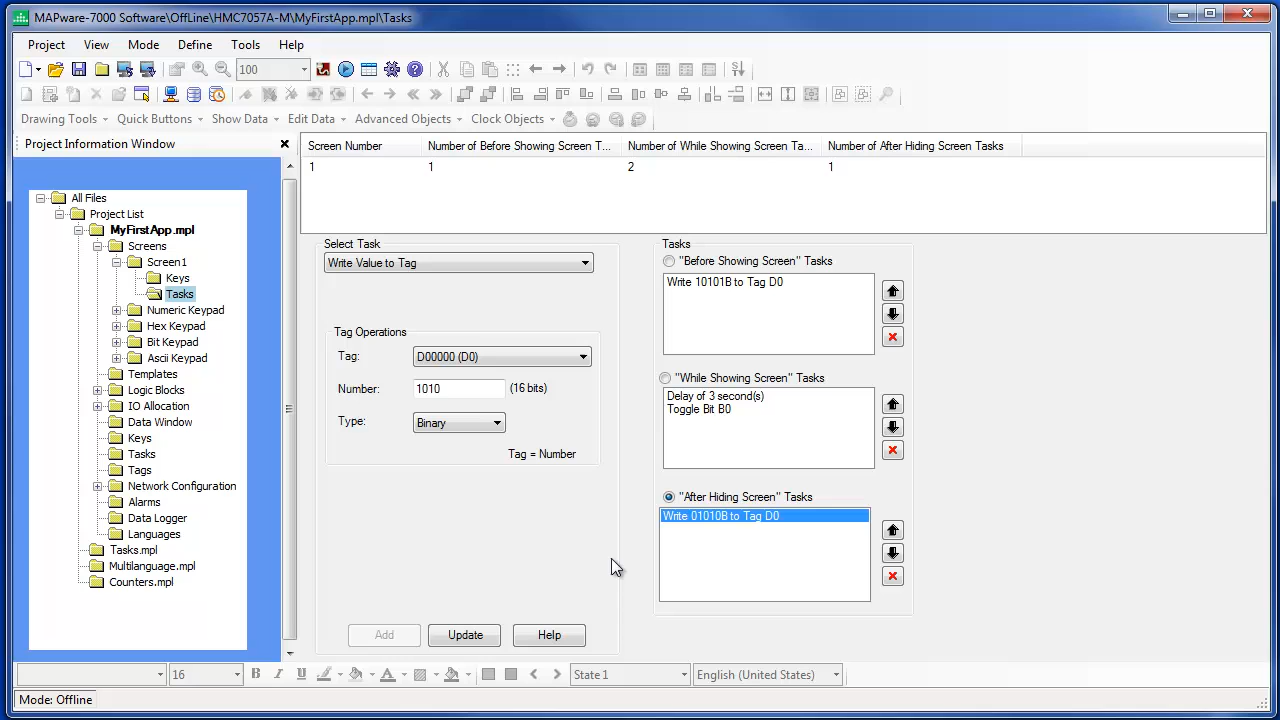 MAPware-7000 Software\OffLine\HMC7057A-M\MyFirstApp.mpl\Tasks
Project View Mode Define Tools Help
100
Drawing Tools Quick Buttons Show Data Edit Data Advanced Objects Clock Objects
Project Information Window
All Files
Project List
MyFirstApp.mpl
Screens
Screen1
Keys
Tasks
Numeric Keypad
Hex Keypad
Bit Keypad
Ascii Keypad
Templates
Logic Blocks
IO Allocation
Data Window
Keys
Tasks
Tags
Network Configuration
Alarms
Data Logger
Languages
Tasks.mpl
Multilanguage.mpl
Counters.mpl
Screen Number Number of Before Showing Screen T... Number of While Showing Screen Ta... Number of After Hiding Screen Tasks
1 1 2 1
Select Task
Write Value to Tag
Tag Operations
Tag: D00000 (D0)
Number: 1010 (16 bits)
Type: Binary
Tag = Number
Add Update Help
Tasks
"Before Showing Screen" Tasks
Write 10101B to Tag D0
"While Showing Screen" Tasks
Delay of 3 second(s)
Toggle Bit B0
"After Hiding Screen" Tasks
Write 01010B to Tag D0
16 B I U A State 1 English (United States)
Mode: Offline